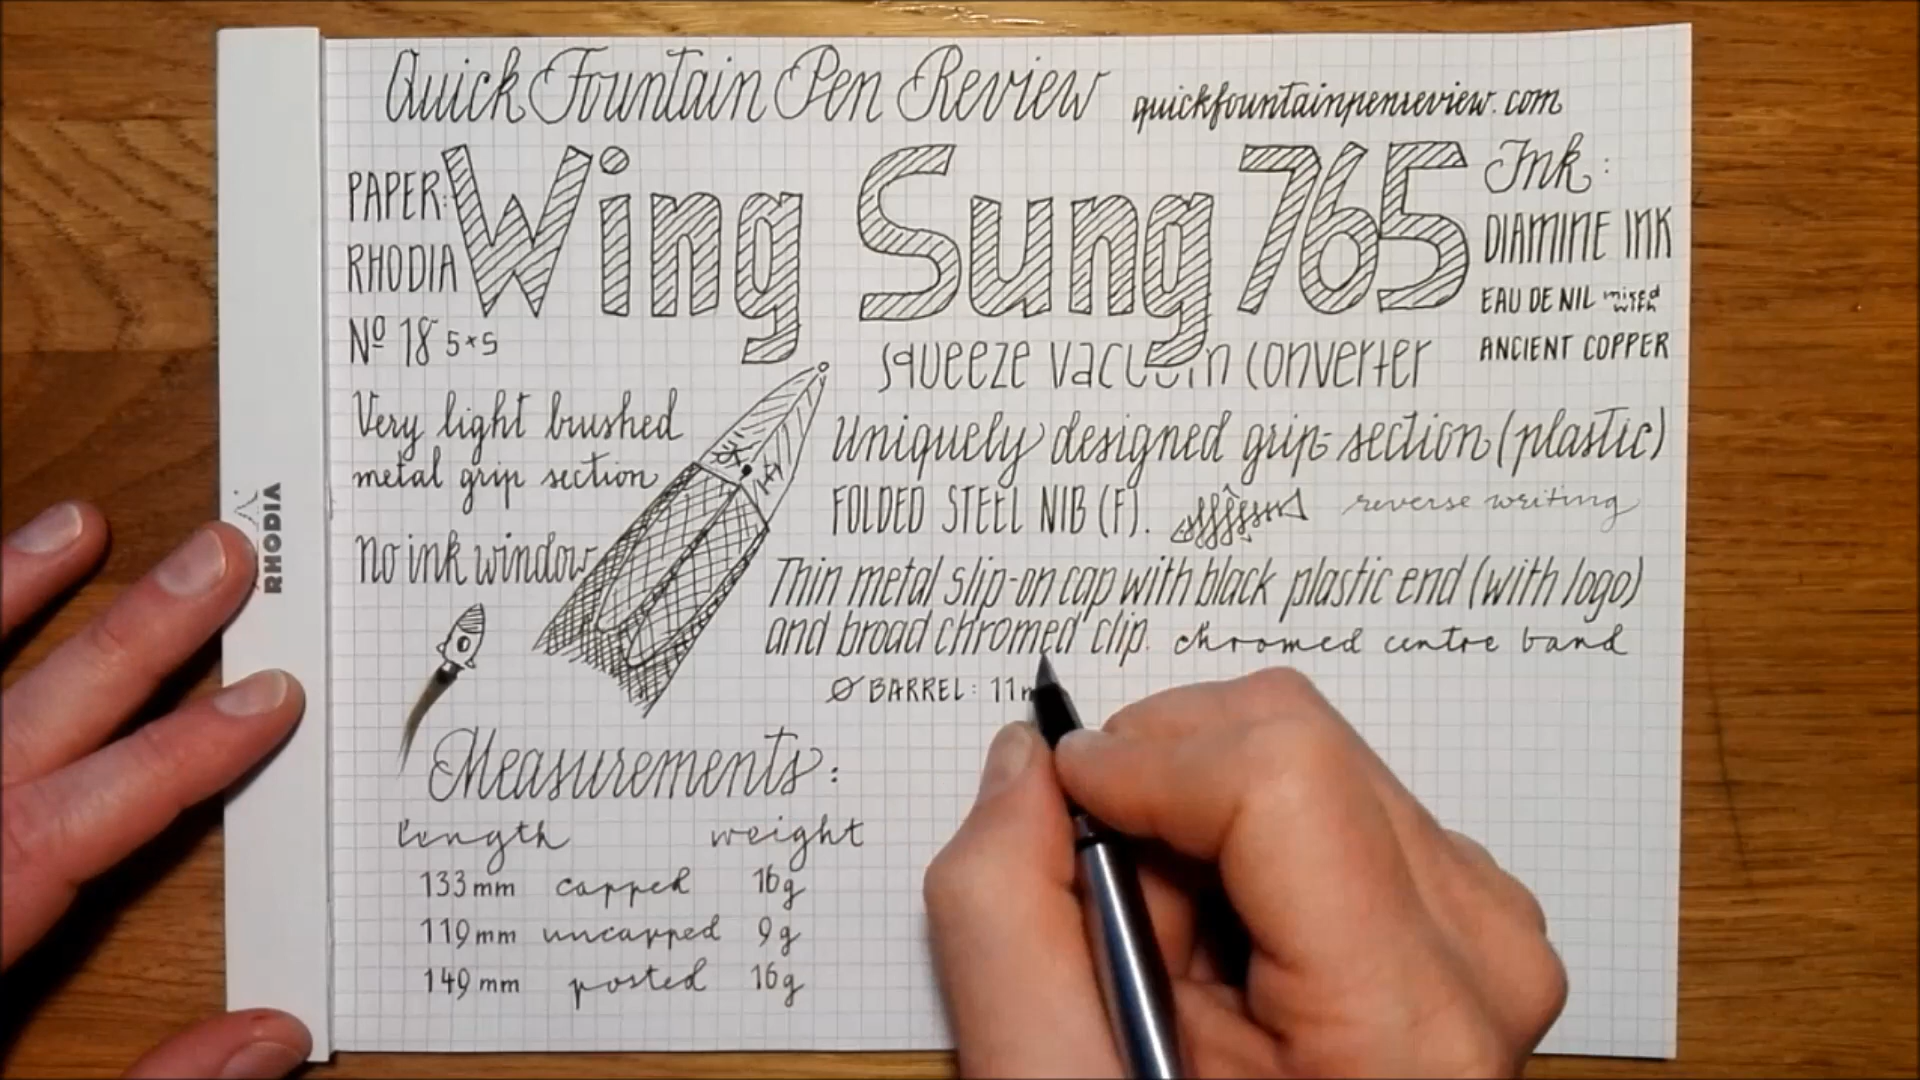 Quick Fountain Pen Review
quickfountainpenreview.com
PAPER:
RHODIA
Nº 18 5×5
Wing Sung 765
Ink:
DIAMINE INK
EAU DE NIL mixed with
ANCIENT COPPER
squeeze vacuum converter
Very light brushed
metal grip section
No ink window
Uniquely designed grip section (plastic)
FOLDED STEEL NIB (F).
reverse writing
Thin metal slip-on cap with black plastic end (with logo)
and broad chromed clip. chromed centre band
Ø BARREL: 11
RHODIA
Measurements:
length weight
133mm capped 16g
119mm uncapped 9g
149mm posted 16g